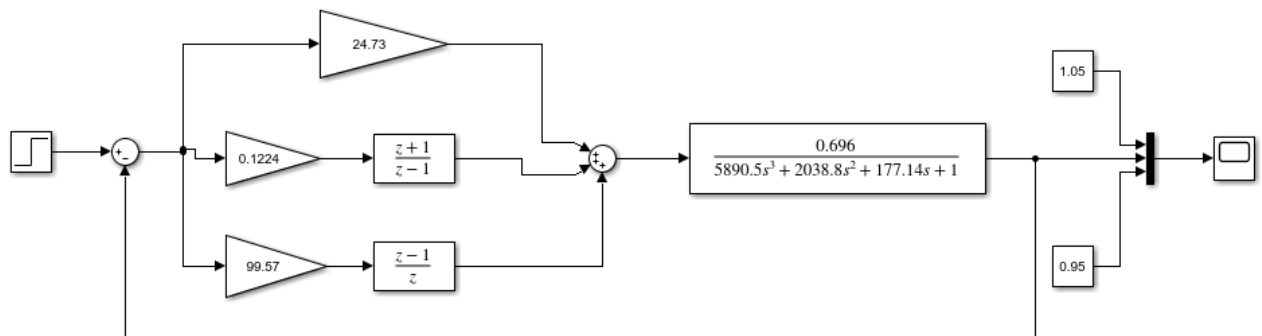 24.73
1.05
+
−
0.1224
z + 1
z − 1
+
+
+
0.696
5890.5s³ + 2038.8s² + 177.14s + 1
99.57
z − 1
z
0.95